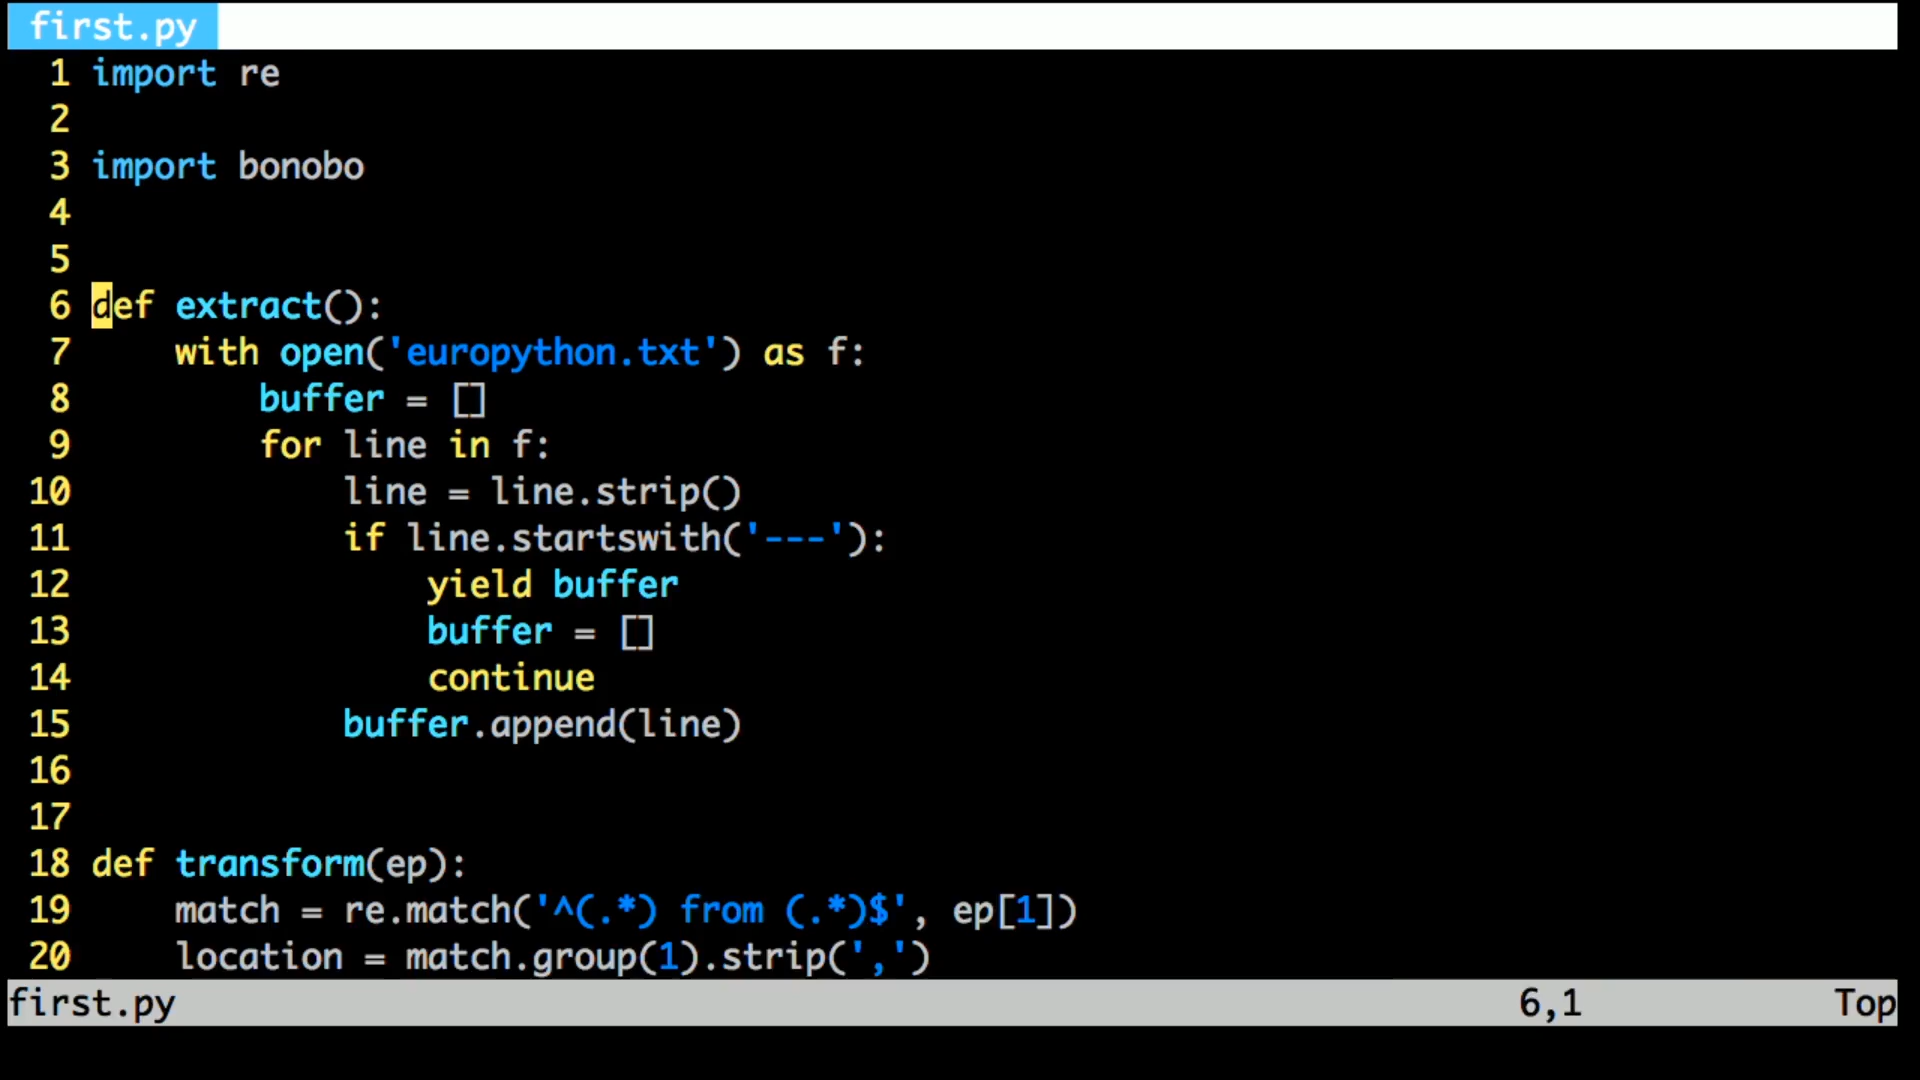 first.py
1 import re
2
3 import bonobo
4
5
6 def extract():
7     with open('europython.txt') as f:
8         buffer = []
9         for line in f:
10             line = line.strip()
11             if line.startswith('---'):
12                 yield buffer
13                 buffer = []
14                 continue
15             buffer.append(line)
16
17
18 def transform(ep):
19     match = re.match('^(.*) from (.*)$', ep[1])
20     location = match.group(1).strip(',')
first.py 6,1 Top